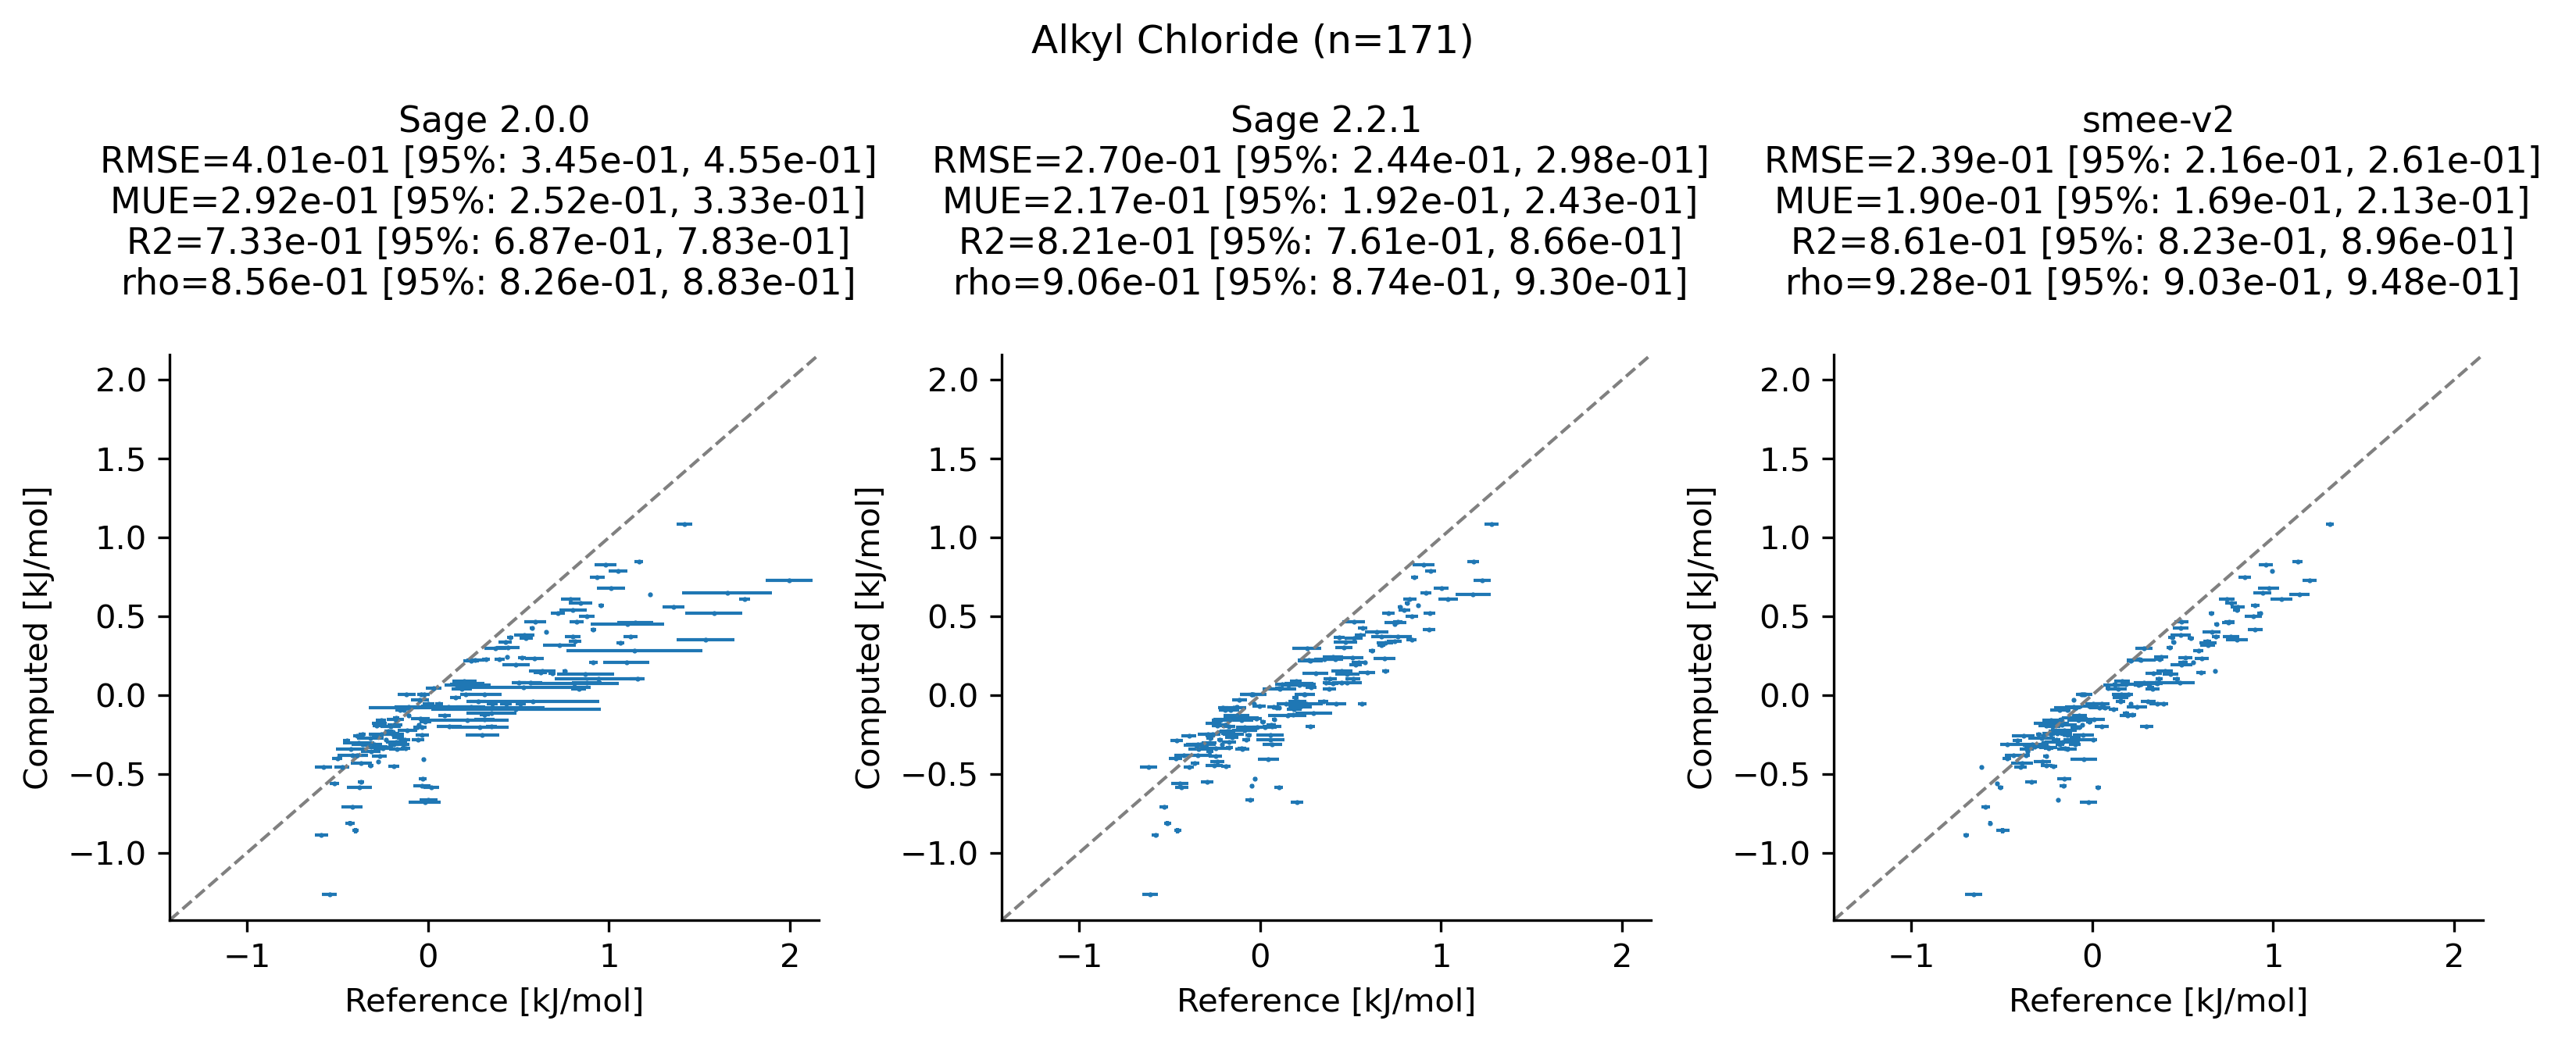 Alkyl Chloride (n=171)
Sage 2.0.0
RMSE=4.01e-01 [95%: 3.45e-01, 4.55e-01]
MUE=2.92e-01 [95%: 2.52e-01, 3.33e-01]
R2=7.33e-01 [95%: 6.87e-01, 7.83e-01]
rho=8.56e-01 [95%: 8.26e-01, 8.83e-01]
2.0
1.5
1.0
0.5
0.0
−0.5
−1.0
Computed [kJ/mol]
−1 0 1 2
Reference [kJ/mol]
Sage 2.2.1
RMSE=2.70e-01 [95%: 2.44e-01, 2.98e-01]
MUE=2.17e-01 [95%: 1.92e-01, 2.43e-01]
R2=8.21e-01 [95%: 7.61e-01, 8.66e-01]
rho=9.06e-01 [95%: 8.74e-01, 9.30e-01]
2.0
1.5
1.0
0.5
0.0
−0.5
−1.0
Computed [kJ/mol]
−1 0 1 2
Reference [kJ/mol]
smee-v2
RMSE=2.39e-01 [95%: 2.16e-01, 2.61e-01]
MUE=1.90e-01 [95%: 1.69e-01, 2.13e-01]
R2=8.61e-01 [95%: 8.23e-01, 8.96e-01]
rho=9.28e-01 [95%: 9.03e-01, 9.48e-01]
2.0
1.5
1.0
0.5
0.0
−0.5
−1.0
Computed [kJ/mol]
−1 0 1 2
Reference [kJ/mol]